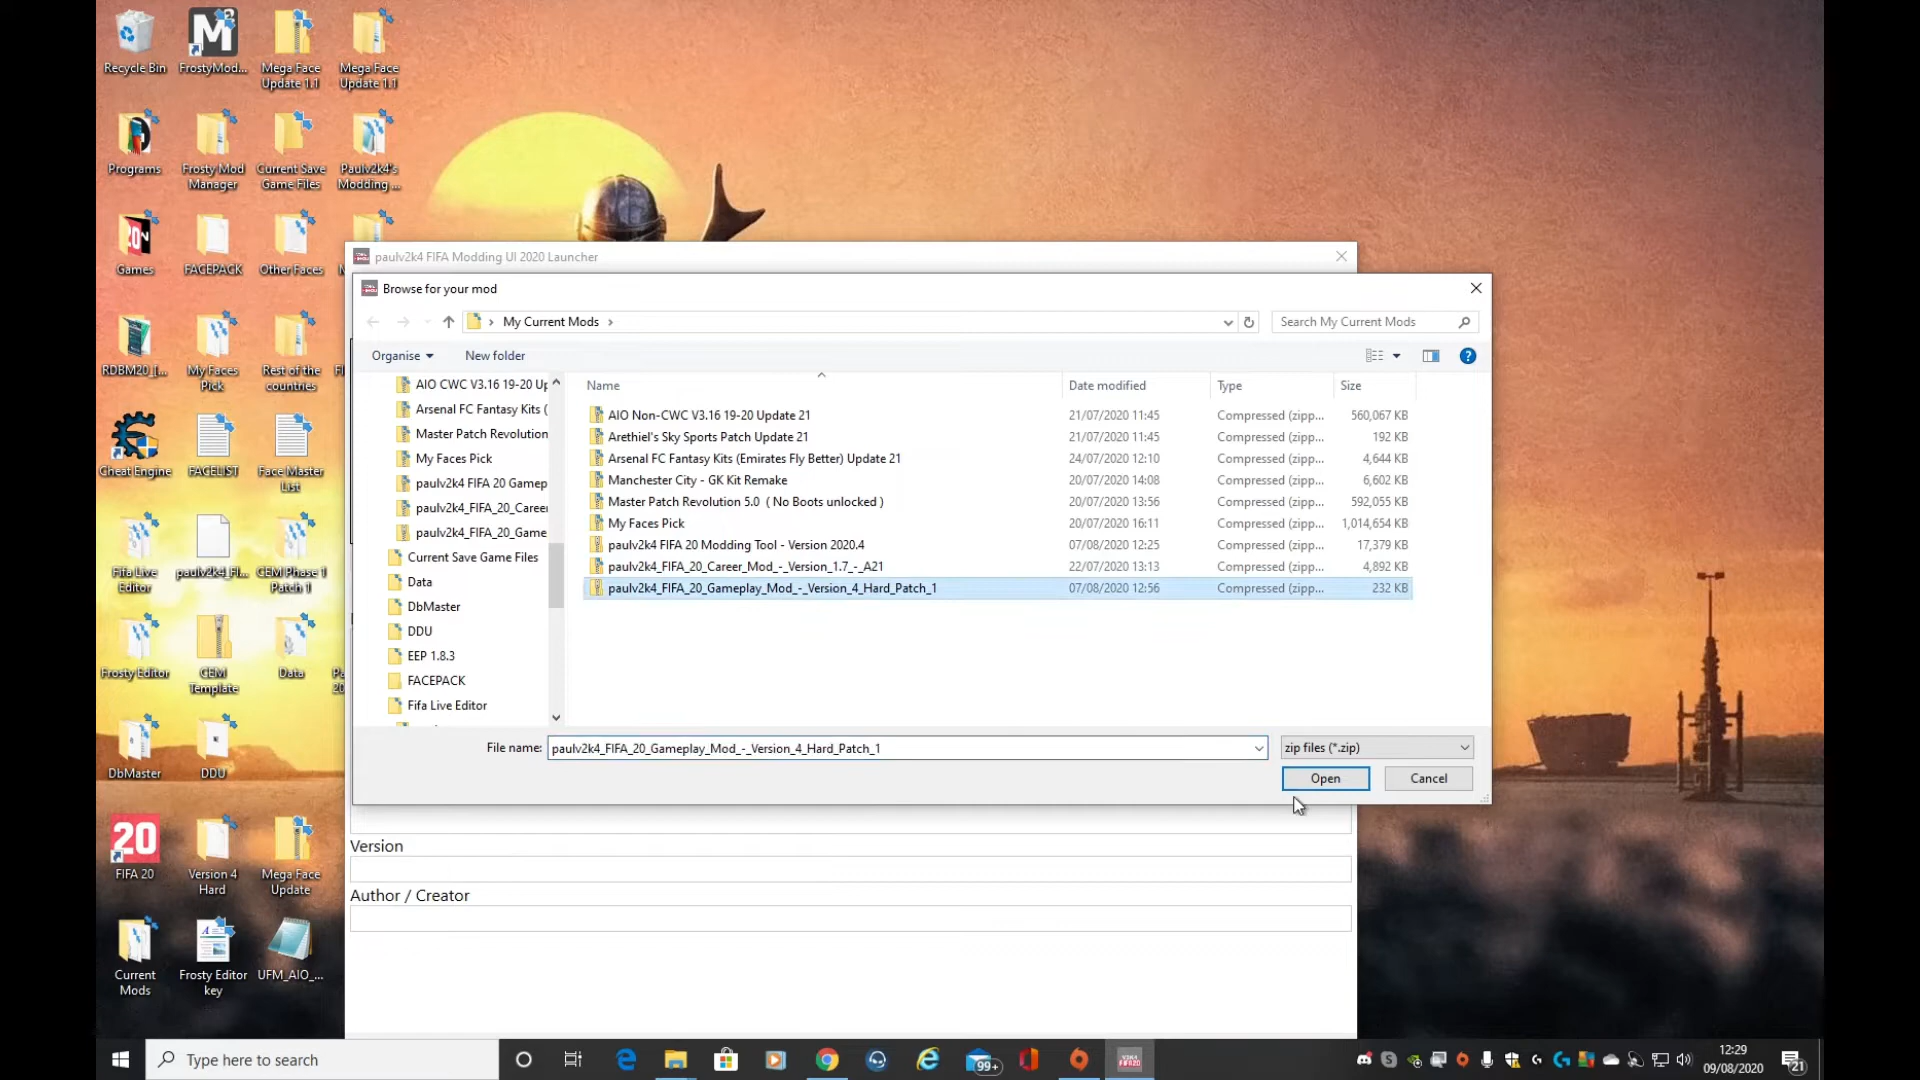 Recycle Bin
FrostyMod...
Mega Face
Update 1.1
Mega Face
Update 1.1
Programs
Frosty Mod
Manager
Current Save
Game Files
Paulv2k4's
Modding ...
Games
FACEPACK
Other Faces
RDBM20_[...
My Faces
Pick
Rest of the
countries
Cheat Engine
FACELIST
Face Master
List
Fifa Live
Editor
paulv2k4_FI...
CEM Phase 1
Patch 1
Frosty Editor
CEM
Template
Data
DbMaster
DDU
20
FIFA 20
Version 4
Hard
Mega Face
Update
Current
Mods
Frosty Editor
key
UFM_AIO_...
paulv2k4 FIFA Modding UI 2020 Launcher
Browse for your mod
My Current Mods
Search My Current Mods
Organise
New folder
AIO CWC V3.16 19-20 Up
Arsenal FC Fantasy Kits (
Master Patch Revolution
My Faces Pick
paulv2k4 FIFA 20 Gamep
paulv2k4_FIFA_20_Career
paulv2k4_FIFA_20_Game
Current Save Game Files
Data
DbMaster
DDU
EEP 1.8.3
FACEPACK
Fifa Live Editor
Name Date modified Type Size
AIO Non-CWC V3.16 19-20 Update 21 21/07/2020 11:45 Compressed (zipp... 560,067 KB
Arethiel's Sky Sports Patch Update 21 21/07/2020 11:45 Compressed (zipp... 192 KB
Arsenal FC Fantasy Kits (Emirates Fly Better) Update 21 24/07/2020 12:10 Compressed (zipp... 4,644 KB
Manchester City - GK Kit Remake 20/07/2020 14:08 Compressed (zipp... 6,602 KB
Master Patch Revolution 5.0 ( No Boots unlocked ) 20/07/2020 13:56 Compressed (zipp... 592,055 KB
My Faces Pick 20/07/2020 16:11 Compressed (zipp... 1,014,654 KB
paulv2k4 FIFA 20 Modding Tool - Version 2020.4 07/08/2020 12:25 Compressed (zipp... 17,379 KB
paulv2k4_FIFA_20_Career_Mod_-_Version_1.7_-_A21 22/07/2020 13:13 Compressed (zipp... 4,892 KB
paulv2k4_FIFA_20_Gameplay_Mod_-_Version_4_Hard_Patch_1 07/08/2020 12:56 Compressed (zipp... 232 KB
File name: paulv2k4_FIFA_20_Gameplay_Mod_-_Version_4_Hard_Patch_1
zip files (*.zip)
Open
Cancel
Version
Author / Creator
Type here to search
99+
12:29
09/08/2020
21